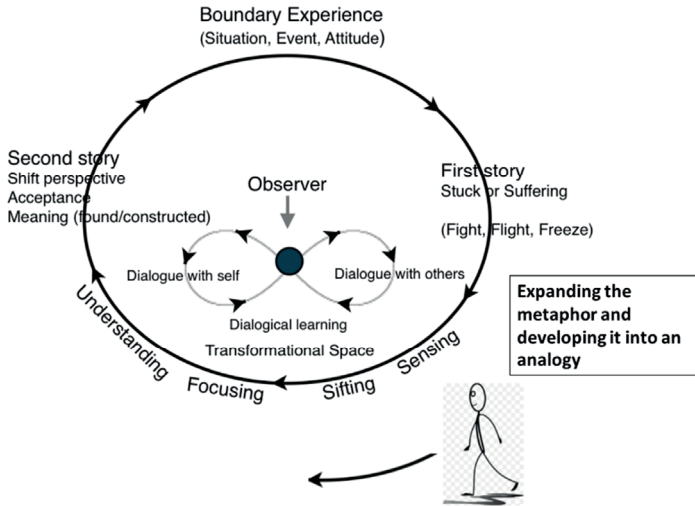 Boundary Experience
(Situation, Event, Attitude)
Second story
Shift perspective
Acceptance
Meaning (found/constructed)
First story
Stuck or Suffering
(Fight, Flight, Freeze)
Observer
Dialogue with self
Dialogue with others
Dialogical learning
Transformational Space
Sensing
Sifting
Focusing
Understanding
Expanding the
metaphor and
developing it into an
analogy